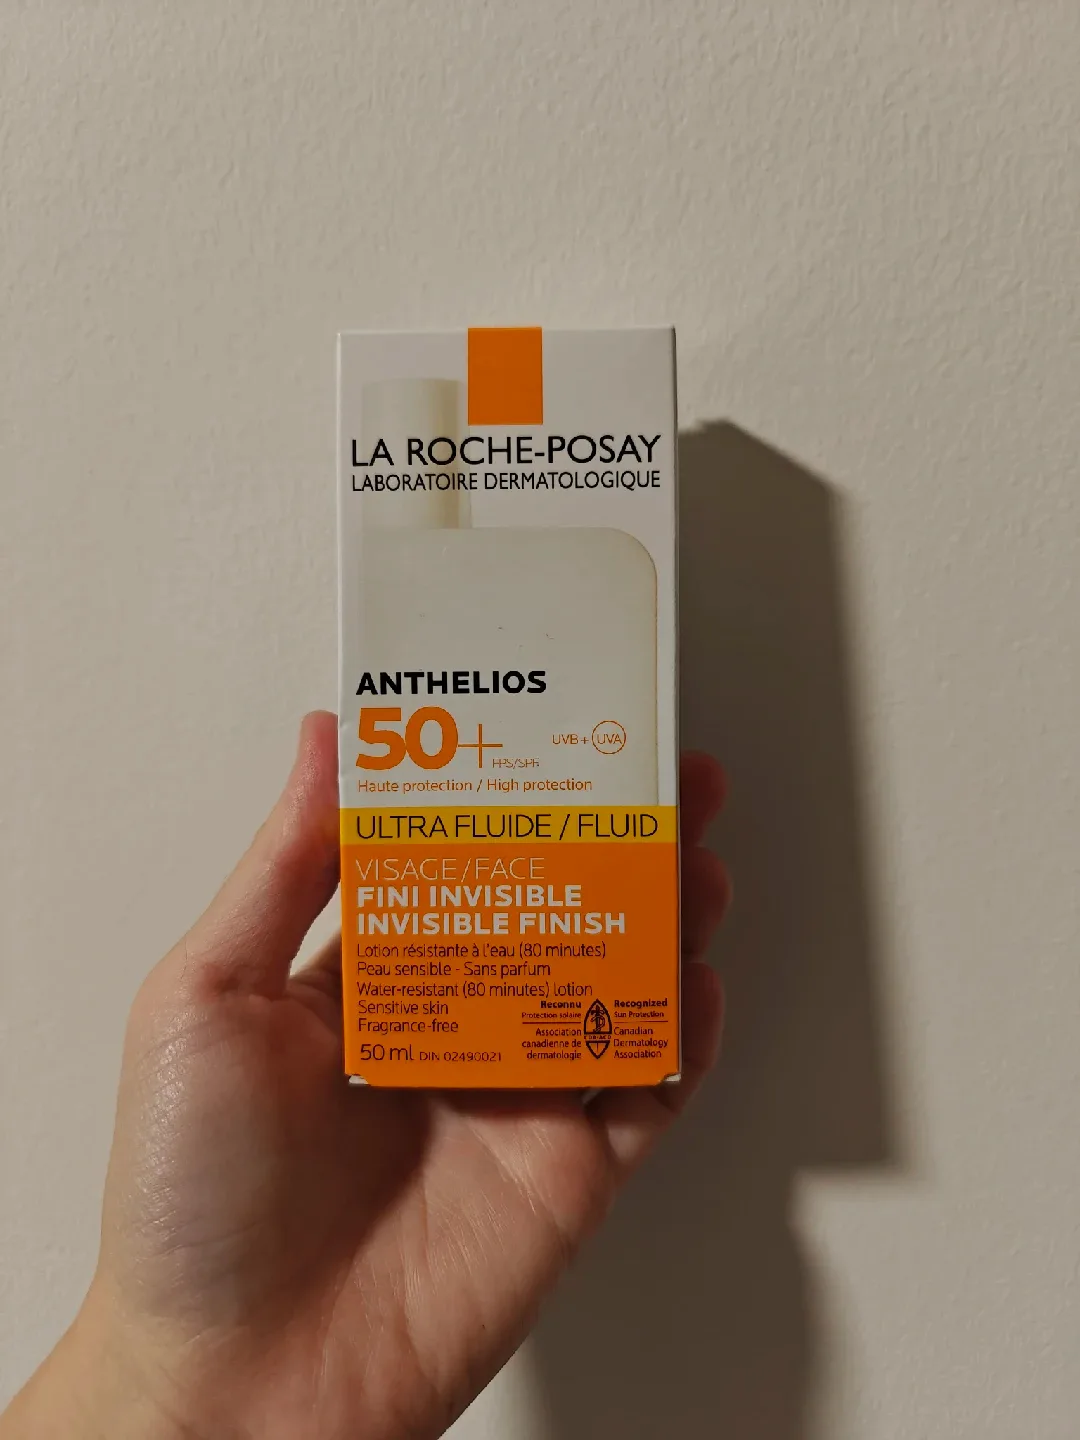 LA ROCHE-POSAY
LABORATOIRE DERMATOLOGIQUE
ANTHELIOS
50+ FPS/SPF
UVB + UVA
Haute protection / High protection
ULTRA FLUIDE / FLUID
VISAGE / FACE
FINI INVISIBLE
INVISIBLE FINISH
Lotion résistante à l'eau (80 minutes)
Peau sensible - Sans parfum
Water-resistant (80 minutes) lotion
Sensitive skin
Fragrance-free
50 ml DIN 02490021
Reconnu
Protection solaire
Association
canadienne de
dermatologie
Recognized
Sun Protection
Canadian
Dermatology
Association